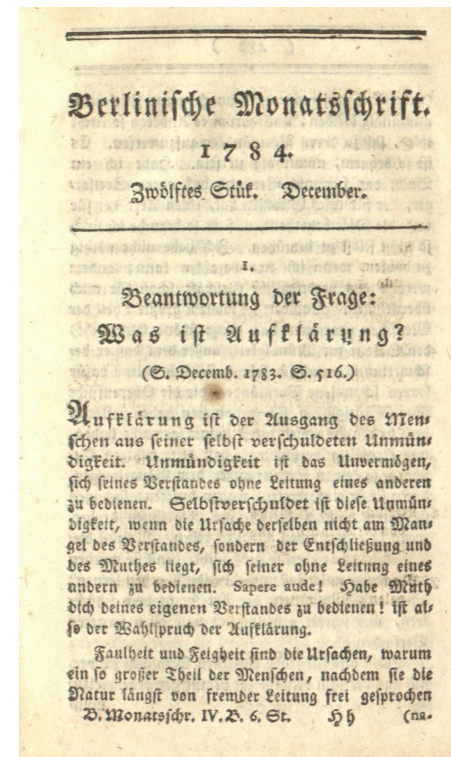 Berlinische Monatsschrift.
1784.
Zwölftes Stük. December.
1.
Beantwortung der Frage:
Was ist Aufklärung?
(S. Decemb. 1783. S. 516.)
Aufklärung ist der Ausgang des Men-
schen aus seiner selbst verschuldeten Unmün-
digkeit. Unmündigkeit ist das Unvermögen,
sich seines Verstandes ohne Leitung eines anderen
zu bedienen. Selbstverschuldet ist diese Unmün-
digkeit, wenn die Ursache derselben nicht am Man-
gel des Verstandes, sondern der Entschließung und
des Muthes liegt, sich seiner ohne Leitung eines
andern zu bedienen. Sapere aude! Habe Muth
dich deines eigenen Verstandes zu bedienen! ist al-
so der Wahlspruch der Aufklärung.
Faulheit und Feigheit sind die Ursachen, warum
ein so großer Theil der Menschen, nachdem sie die
Natur längst von fremder Leitung frei gesprochen
B. Monatsschr. IV. B. 6. St. Hh (na-